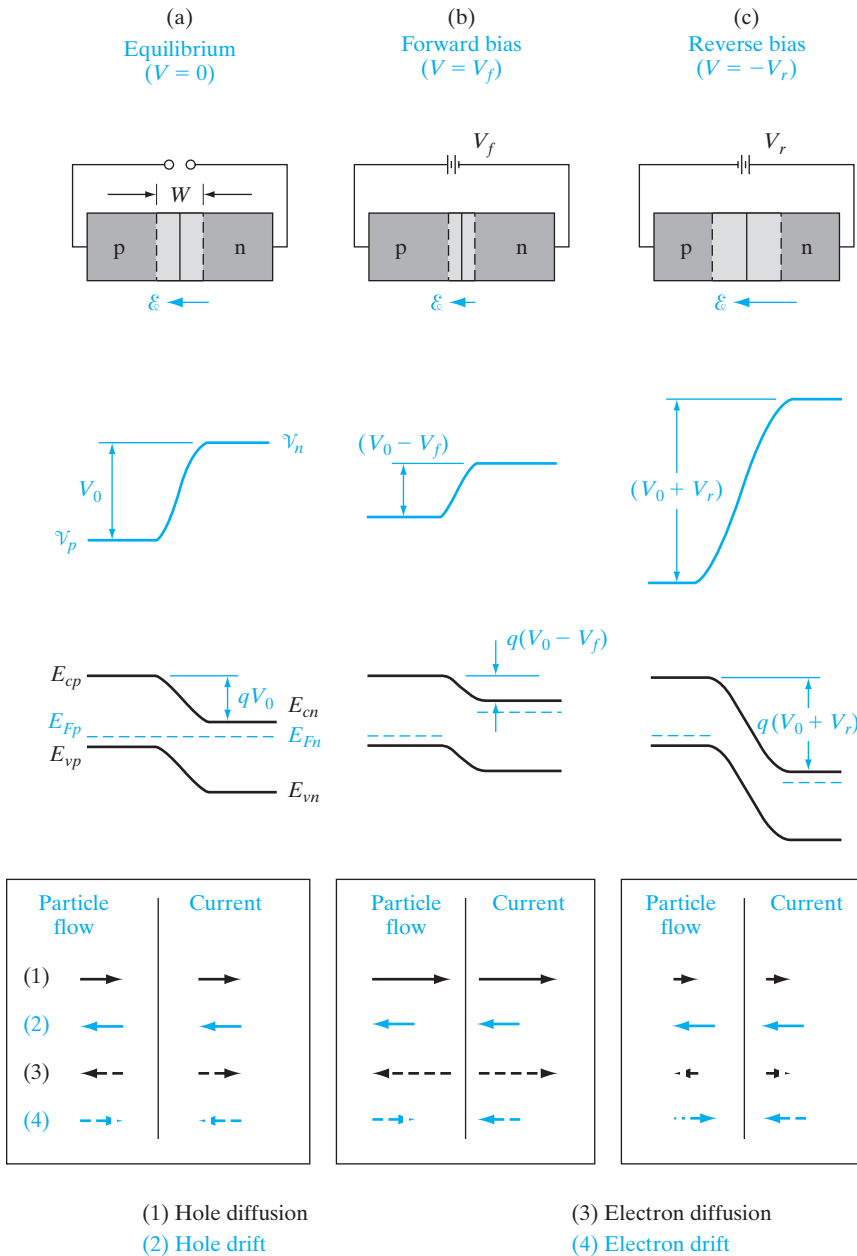 (a)
Equilibrium
(V = 0)
(b)
Forward bias
(V = V_f)
(c)
Reverse bias
(V = −V_r)
W
p
n
ℰ
V_f
p
n
ℰ
V_r
p
n
ℰ
𝒱_n
V_0
𝒱_p
(V_0 − V_f)
(V_0 + V_r)
E_cp
qV_0
E_cn
E_Fp
E_Fn
E_vp
E_vn
q(V_0 − V_f)
q(V_0 + V_r)
Particle
flow
Current
(1)
(2)
(3)
(4)
Particle
flow
Current
Particle
flow
Current
(1) Hole diffusion
(2) Hole drift
(3) Electron diffusion
(4) Electron drift